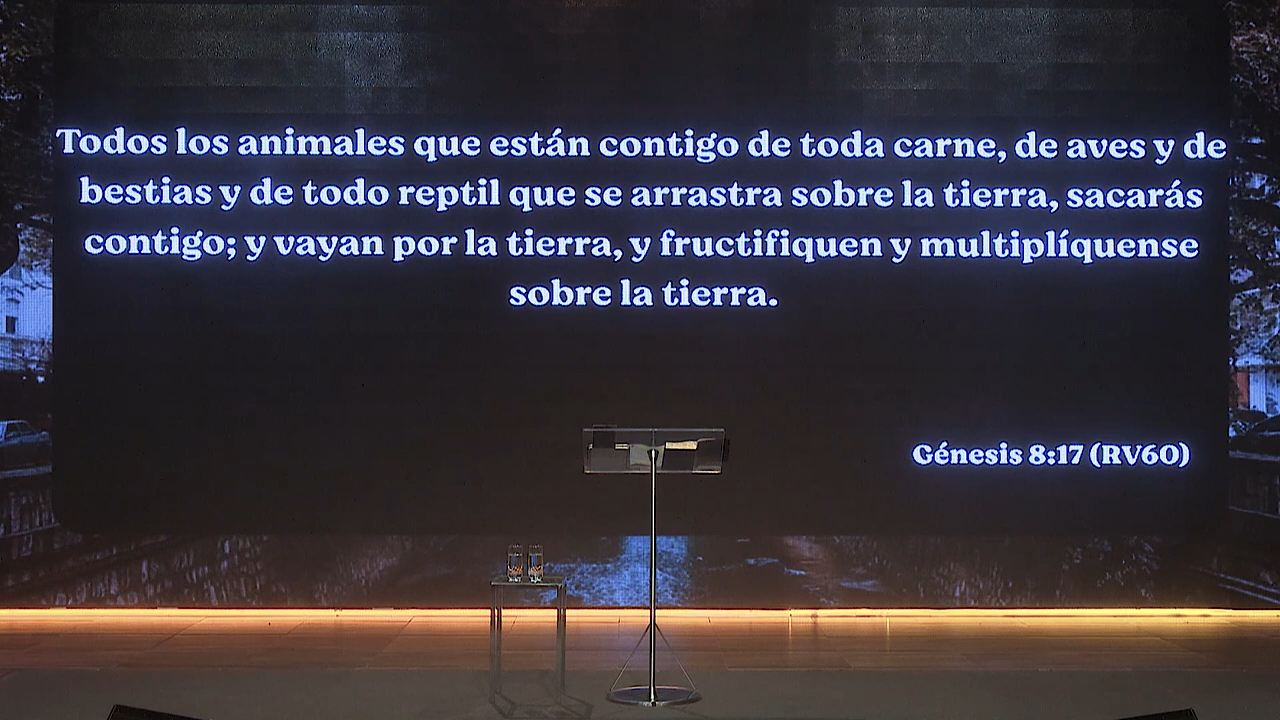 Todos los animales que están contigo de toda carne, de aves y de
bestias y de todo reptil que se arrastra sobre la tierra, sacarás
contigo; y vayan por la tierra, y fructifiquen y multiplíquense
sobre la tierra.
Génesis 8:17 (RV60)